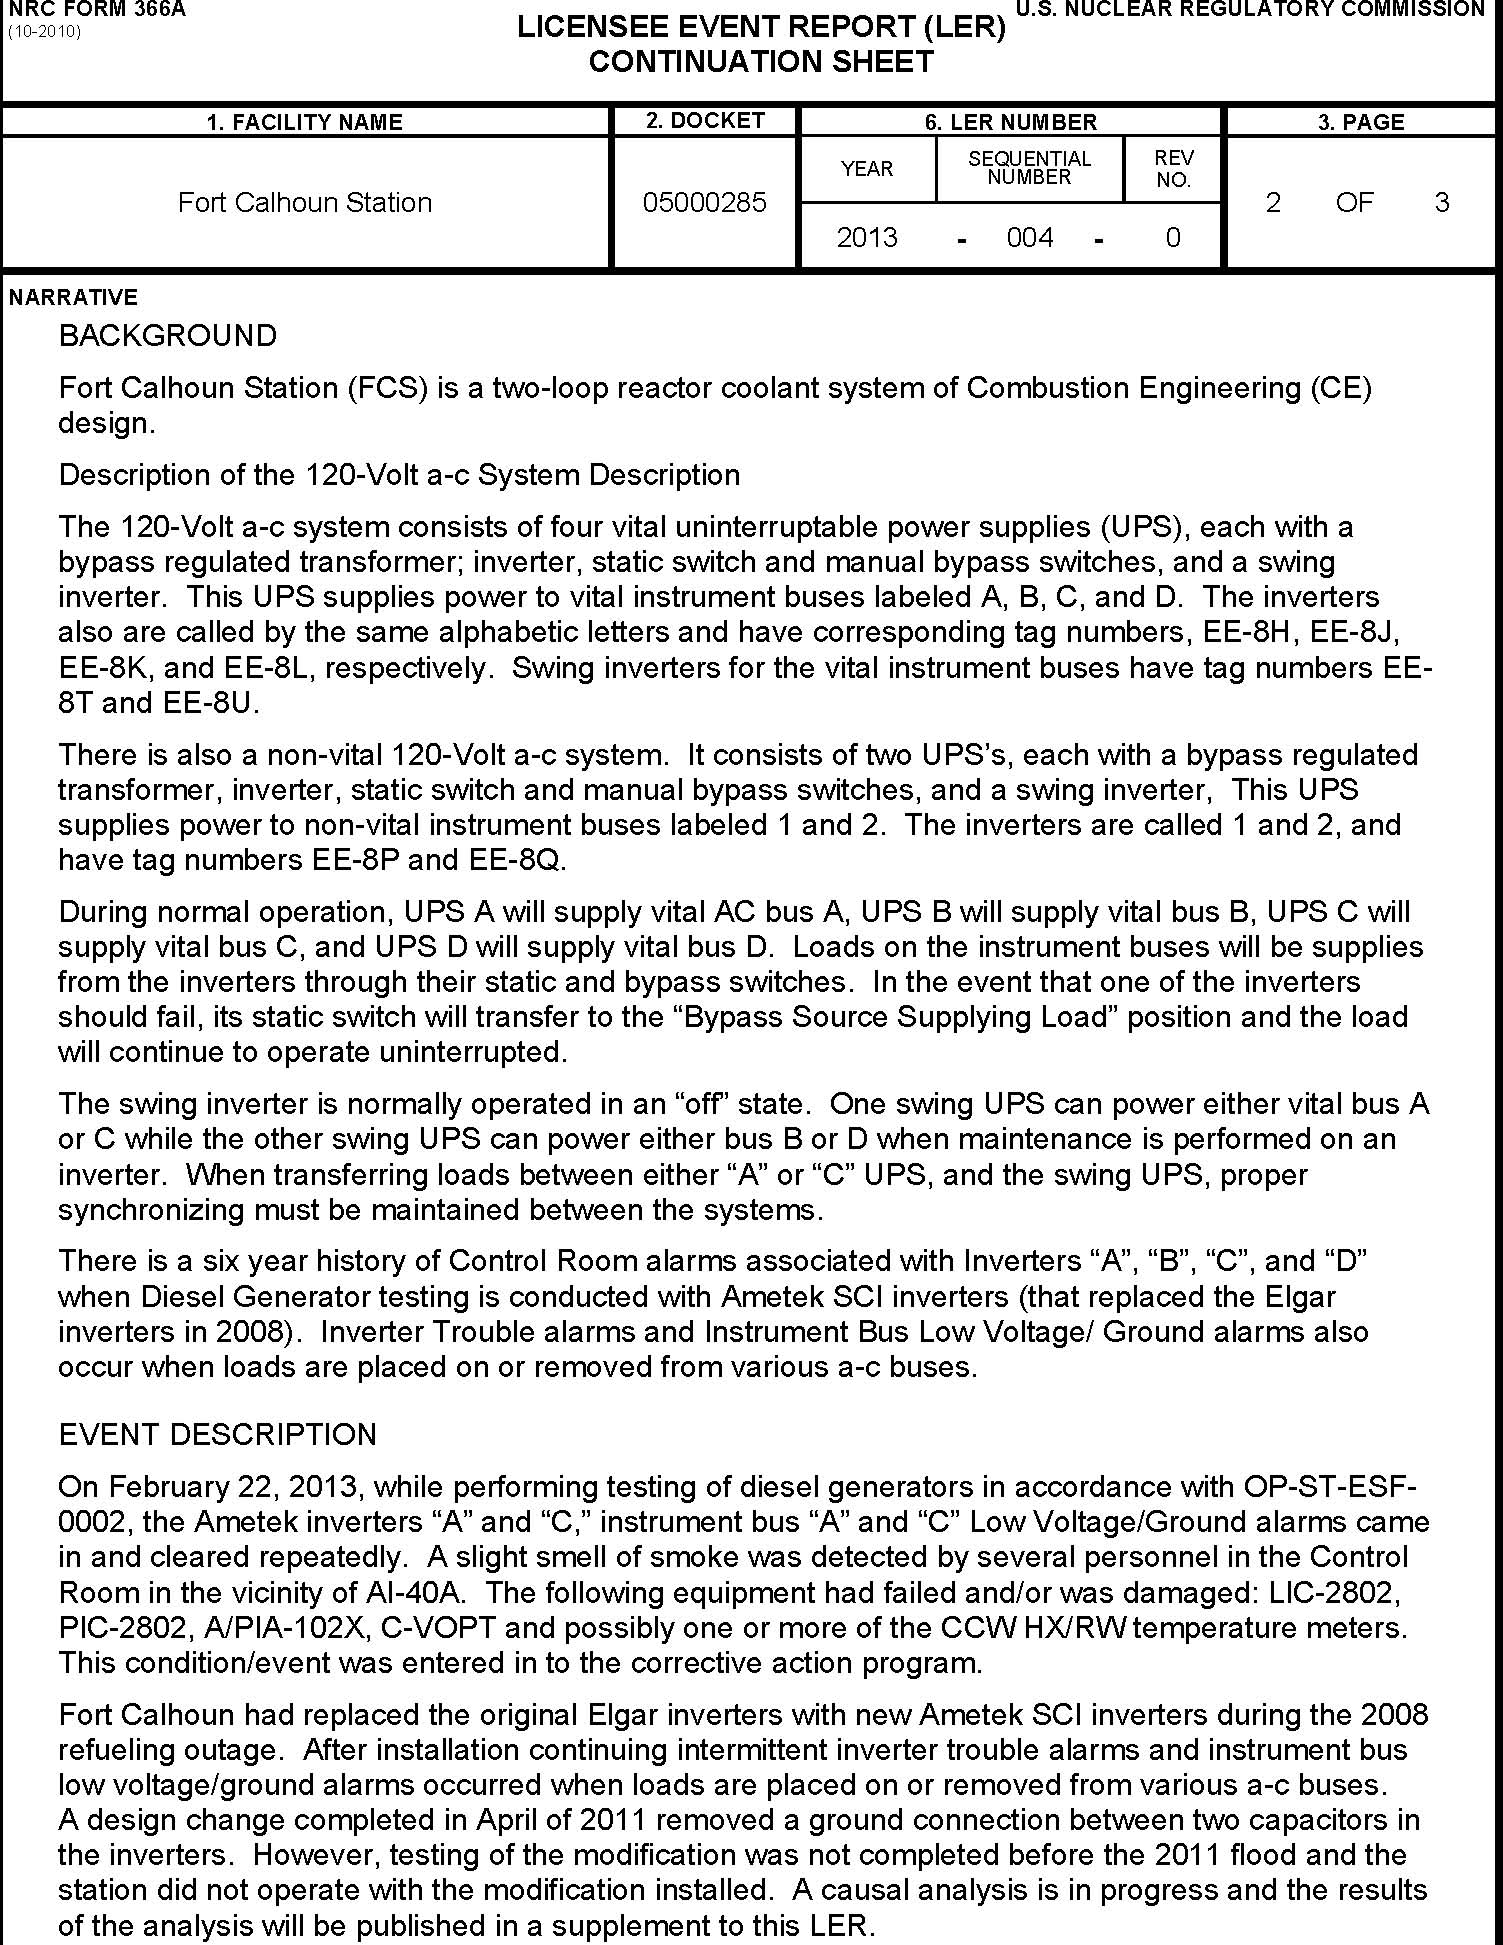 NRC FORM 366A
(10-2010)
U.S. NUCLEAR REGULATORY COMMISSION
LICENSEE EVENT REPORT (LER)
CONTINUATION SHEET
1. FACILITY NAME
2. DOCKET
6. LER NUMBER
3. PAGE
Fort Calhoun Station
05000285
YEAR
SEQUENTIAL
NUMBER
REV
NO.
2 OF 3
2013 - 004 - 0
NARRATIVE
BACKGROUND
Fort Calhoun Station (FCS) is a two-loop reactor coolant system of Combustion Engineering (CE)
design.
Description of the 120-Volt a-c System Description
The 120-Volt a-c system consists of four vital uninterruptable power supplies (UPS), each with a
bypass regulated transformer; inverter, static switch and manual bypass switches, and a swing
inverter. This UPS supplies power to vital instrument buses labeled A, B, C, and D. The inverters
also are called by the same alphabetic letters and have corresponding tag numbers, EE-8H, EE-8J,
EE-8K, and EE-8L, respectively. Swing inverters for the vital instrument buses have tag numbers EE-
8T and EE-8U.
There is also a non-vital 120-Volt a-c system. It consists of two UPS’s, each with a bypass regulated
transformer, inverter, static switch and manual bypass switches, and a swing inverter, This UPS
supplies power to non-vital instrument buses labeled 1 and 2. The inverters are called 1 and 2, and
have tag numbers EE-8P and EE-8Q.
During normal operation, UPS A will supply vital AC bus A, UPS B will supply vital bus B, UPS C will
supply vital bus C, and UPS D will supply vital bus D. Loads on the instrument buses will be supplies
from the inverters through their static and bypass switches. In the event that one of the inverters
should fail, its static switch will transfer to the “Bypass Source Supplying Load” position and the load
will continue to operate uninterrupted.
The swing inverter is normally operated in an “off” state. One swing UPS can power either vital bus A
or C while the other swing UPS can power either bus B or D when maintenance is performed on an
inverter. When transferring loads between either “A” or “C” UPS, and the swing UPS, proper
synchronizing must be maintained between the systems.
There is a six year history of Control Room alarms associated with Inverters “A”, “B”, “C”, and “D”
when Diesel Generator testing is conducted with Ametek SCI inverters (that replaced the Elgar
inverters in 2008). Inverter Trouble alarms and Instrument Bus Low Voltage/ Ground alarms also
occur when loads are placed on or removed from various a-c buses.
EVENT DESCRIPTION
On February 22, 2013, while performing testing of diesel generators in accordance with OP-ST-ESF-
0002, the Ametek inverters “A” and “C,” instrument bus “A” and “C” Low Voltage/Ground alarms came
in and cleared repeatedly. A slight smell of smoke was detected by several personnel in the Control
Room in the vicinity of AI-40A. The following equipment had failed and/or was damaged: LIC-2802,
PIC-2802, A/PIA-102X, C-VOPT and possibly one or more of the CCW HX/RW temperature meters.
This condition/event was entered in to the corrective action program.
Fort Calhoun had replaced the original Elgar inverters with new Ametek SCI inverters during the 2008
refueling outage. After installation continuing intermittent inverter trouble alarms and instrument bus
low voltage/ground alarms occurred when loads are placed on or removed from various a-c buses.
A design change completed in April of 2011 removed a ground connection between two capacitors in
the inverters. However, testing of the modification was not completed before the 2011 flood and the
station did not operate with the modification installed. A causal analysis is in progress and the results
of the analysis will be published in a supplement to this LER.